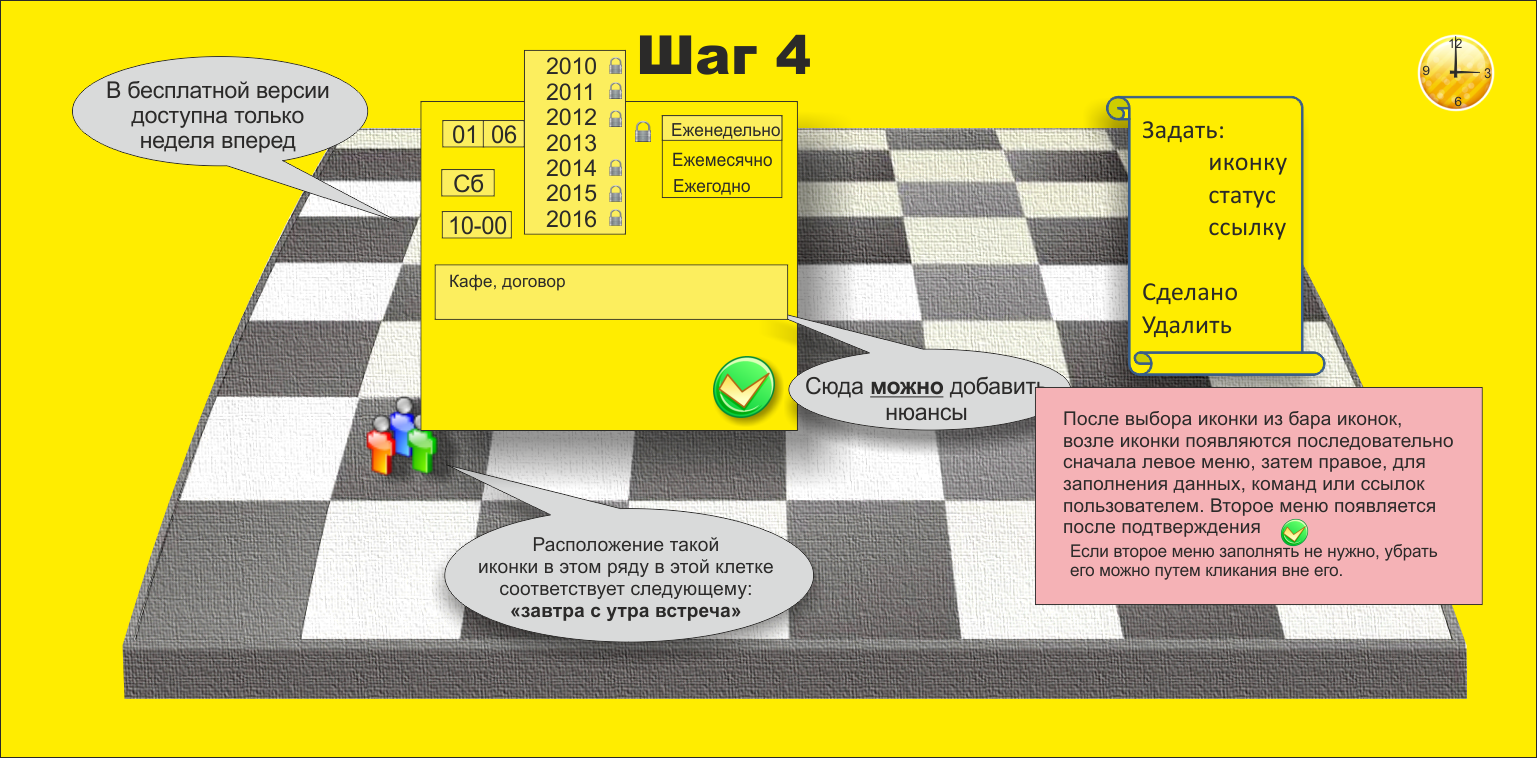 Шаг 4
12
3
6
9
В бесплатной версии
доступна только
неделя вперед
2010
2011
2012
2013
2014
2015
2016
01 06
Сб
10-00
Еженедельно
Ежемесячно
Ежегодно
Кафе, договор
Задать:
иконку
статус
ссылку
Сделано
Удалить
Сюда можно добавить
нюансы
После выбора иконки из бара иконок,
возле иконки появляются последовательно
сначала левое меню, затем правое, для
заполнения данных, команд или ссылок
пользователем. Второе меню появляется
после подтверждения
Если второе меню заполнять не нужно, убрать
его можно путем кликания вне его.
Расположение такой
иконки в этом ряду в этой клетке
соответствует следующему:
«завтра с утра встреча»